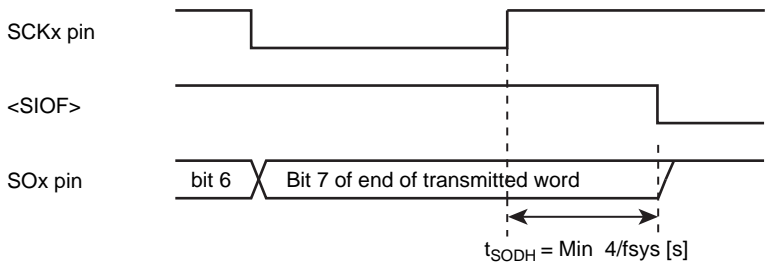 SCKx pin
<SIOF>
SOx pin
bit 6
Bit 7 of end of transmitted word
tSODH = Min 4/fsys [s]